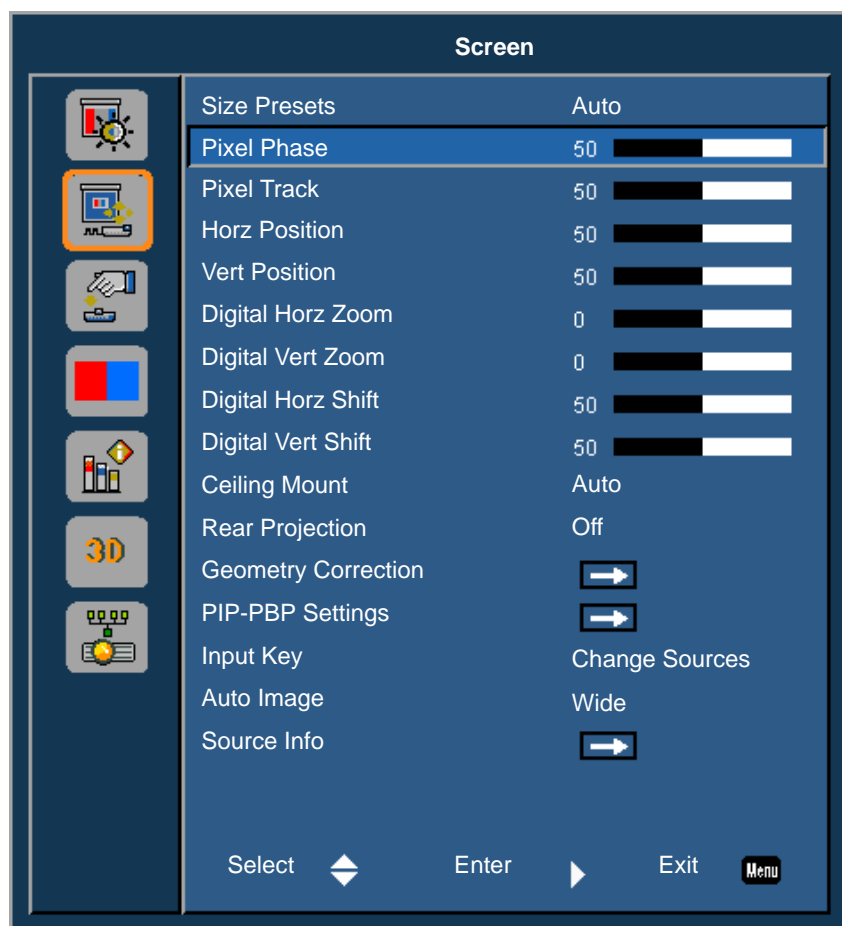 Screen
Size Presets Auto
Pixel Phase 50
Pixel Track 50
Horz Position 50
Vert Position 50
Digital Horz Zoom 0
Digital Vert Zoom 0
Digital Horz Shift 50
Digital Vert Shift 50
Ceiling Mount Auto
3D
Rear Projection Off
Geometry Correction
PIP-PBP Settings
Input Key Change Sources
Auto Image Wide
Source Info
Select Enter Exit Menu